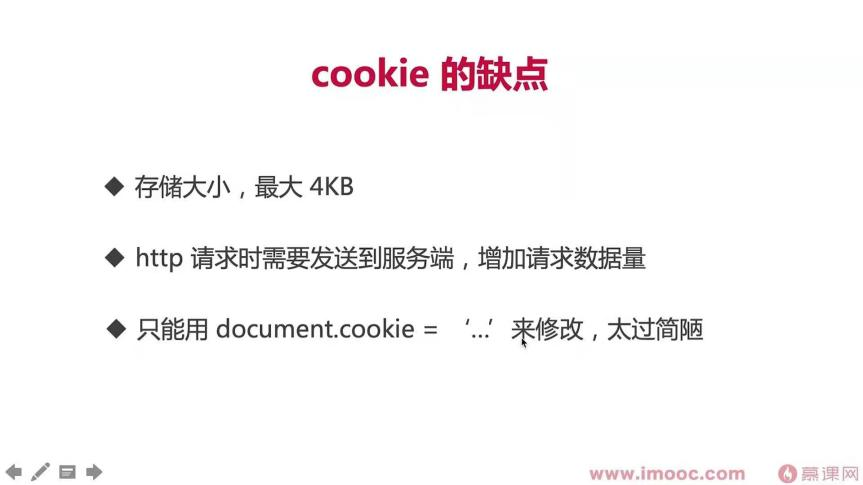 cookie 的缺点
◆ 存储大小，最大 4KB
◆ http 请求时需要发送到服务端，增加请求数据量
◆ 只能用 document.cookie = ‘...’ 来修改，太过简陋
www.imooc.com 慕课网